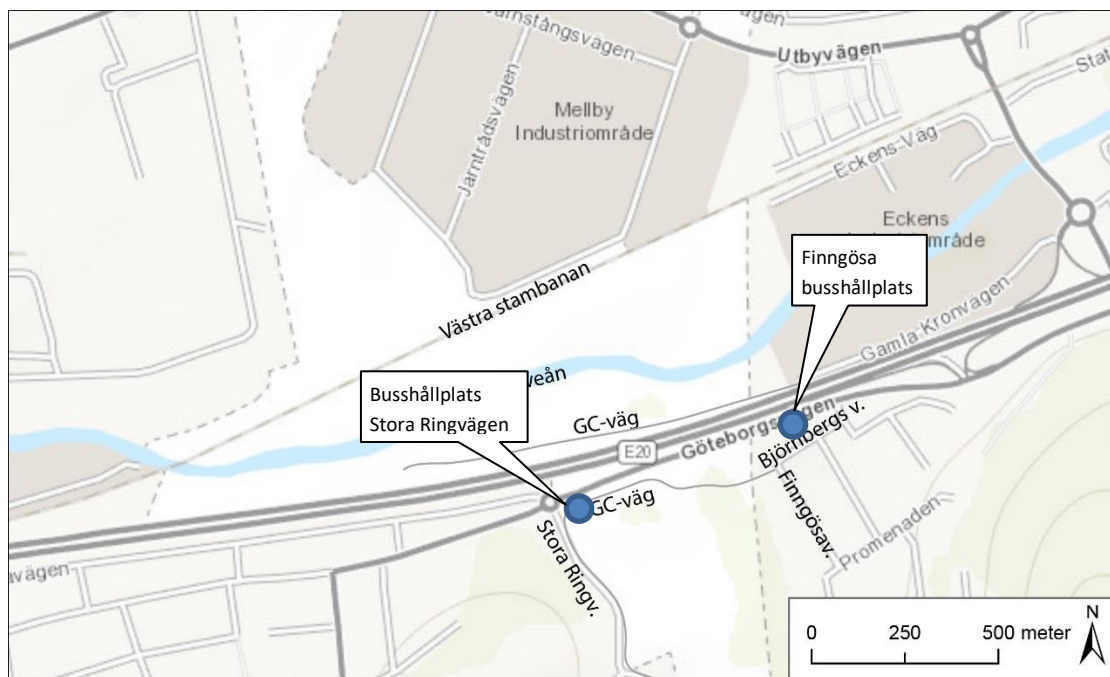 Järnstångsvägen
Utbyvägen
Mellby
Industriområde
Järntrådsvägen
Eckens-Väg
Eckens
Finngösa
busshållplats
Västra stambanan
Gamla-Kronvägen
Busshållplats
Stora Ringvägen
GC-väg
E20
Björnbergs v.
GC-väg
Finngösav.
Stora Ringv.
Promenaden
N
0 250 500 meter